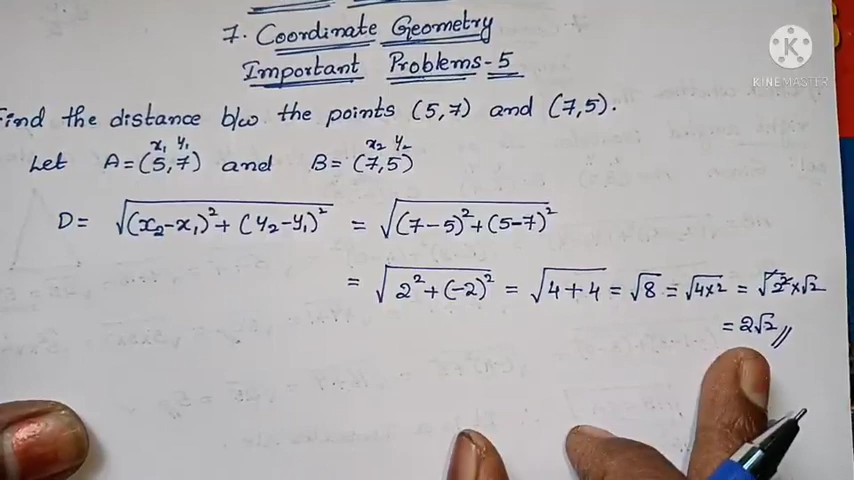 7. Coordinate Geometry
Important Problems-5
KINEMASTER
Find the distance b/w the points (5,7) and (7,5).
x₁ y₁ x₂ y₂
Let A=(5,7) and B=(7,5)
D= √(x₂-x₁)²+(y₂-y₁)² = √(7-5)²+(5-7)²
= √2²+(-2)² = √4+4 = √8 = √4×2 = √2²×√2
= 2√2 //